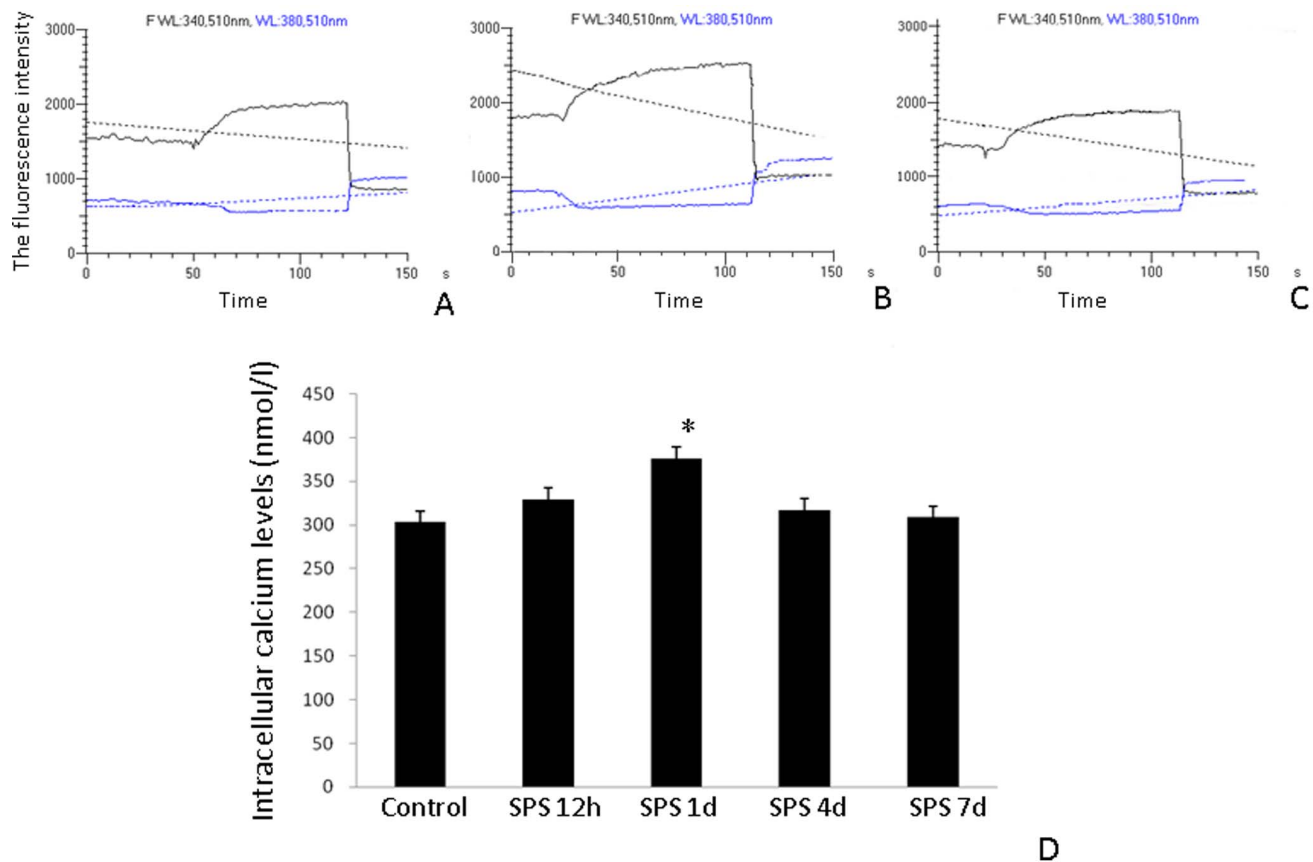 F WL:340,510nm, WL:380,510nm
3000
2000
1000
0
0 50 100 150 s
The fluorescence intensity
Time
A
F WL:340,510nm, WL:380,510nm
3000
2000
1000
0
0 50 100 150
Time
B
F WL:340,510nm, WL:380,510nm
3000
2000
1000
0
0 50 100 150 s
Time
C
Intracellular calcium levels (nmol/l)
450
400
350
300
250
200
150
100
50
0
*
Control SPS 12h SPS 1d SPS 4d SPS 7d
D